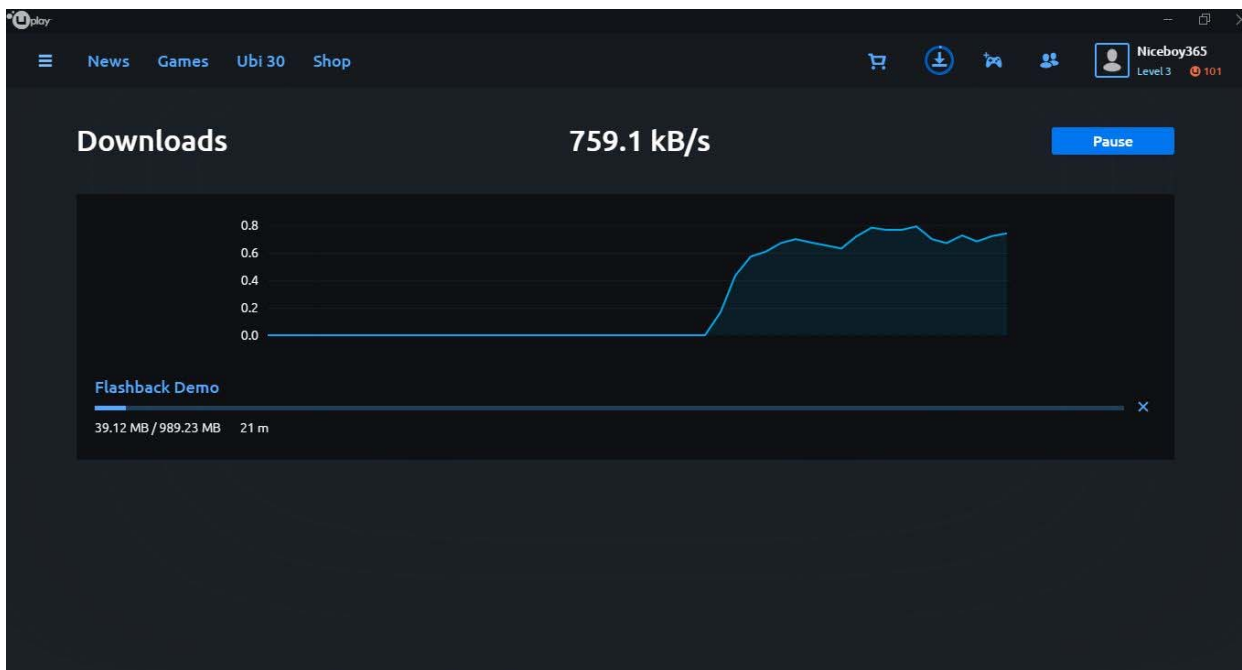 Uplay
News Games Ubi 30 Shop
Niceboy365
Level 3 101
Downloads 759.1 kB/s Pause
0.8
0.6
0.4
0.2
0.0
Flashback Demo
39.12 MB / 989.23 MB 21 m